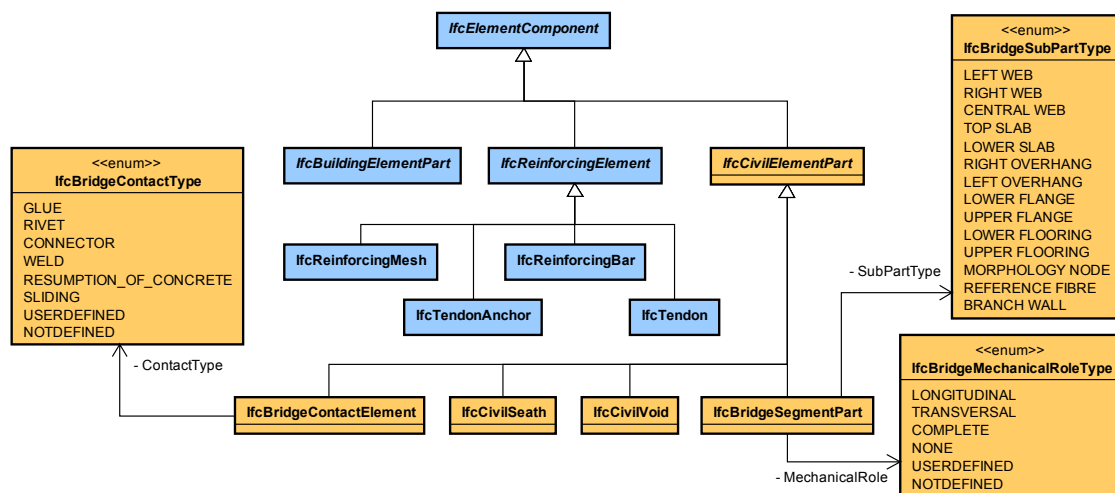 IfcElementComponent
<<enum>>
IfcBridgeSubPartType
LEFT WEB
RIGHT WEB
CENTRAL WEB
TOP SLAB
LOWER SLAB
RIGHT OVERHANG
LEFT OVERHANG
LOWER FLANGE
UPPER FLANGE
LOWER FLOORING
UPPER FLOORING
MORPHOLOGY NODE
REFERENCE FIBRE
BRANCH WALL
IfcBuildingElementPart
IfcReinforcingElement
IfcCivilElementPart
<<enum>>
IfcBridgeContactType
GLUE
RIVET
CONNECTOR
WELD
RESUMPTION_OF_CONCRETE
SLIDING
USERDEFINED
NOTDEFINED
IfcReinforcingMesh
IfcReinforcingBar
IfcTendonAnchor
IfcTendon
- SubPartType
- ContactType
<<enum>>
IfcBridgeMechanicalRoleType
LONGITUDINAL
TRANSVERSAL
COMPLETE
NONE
USERDEFINED
NOTDEFINED
IfcBridgeContactElement
IfcCivilSeath
IfcCivilVoid
IfcBridgeSegmentPart
- MechanicalRole